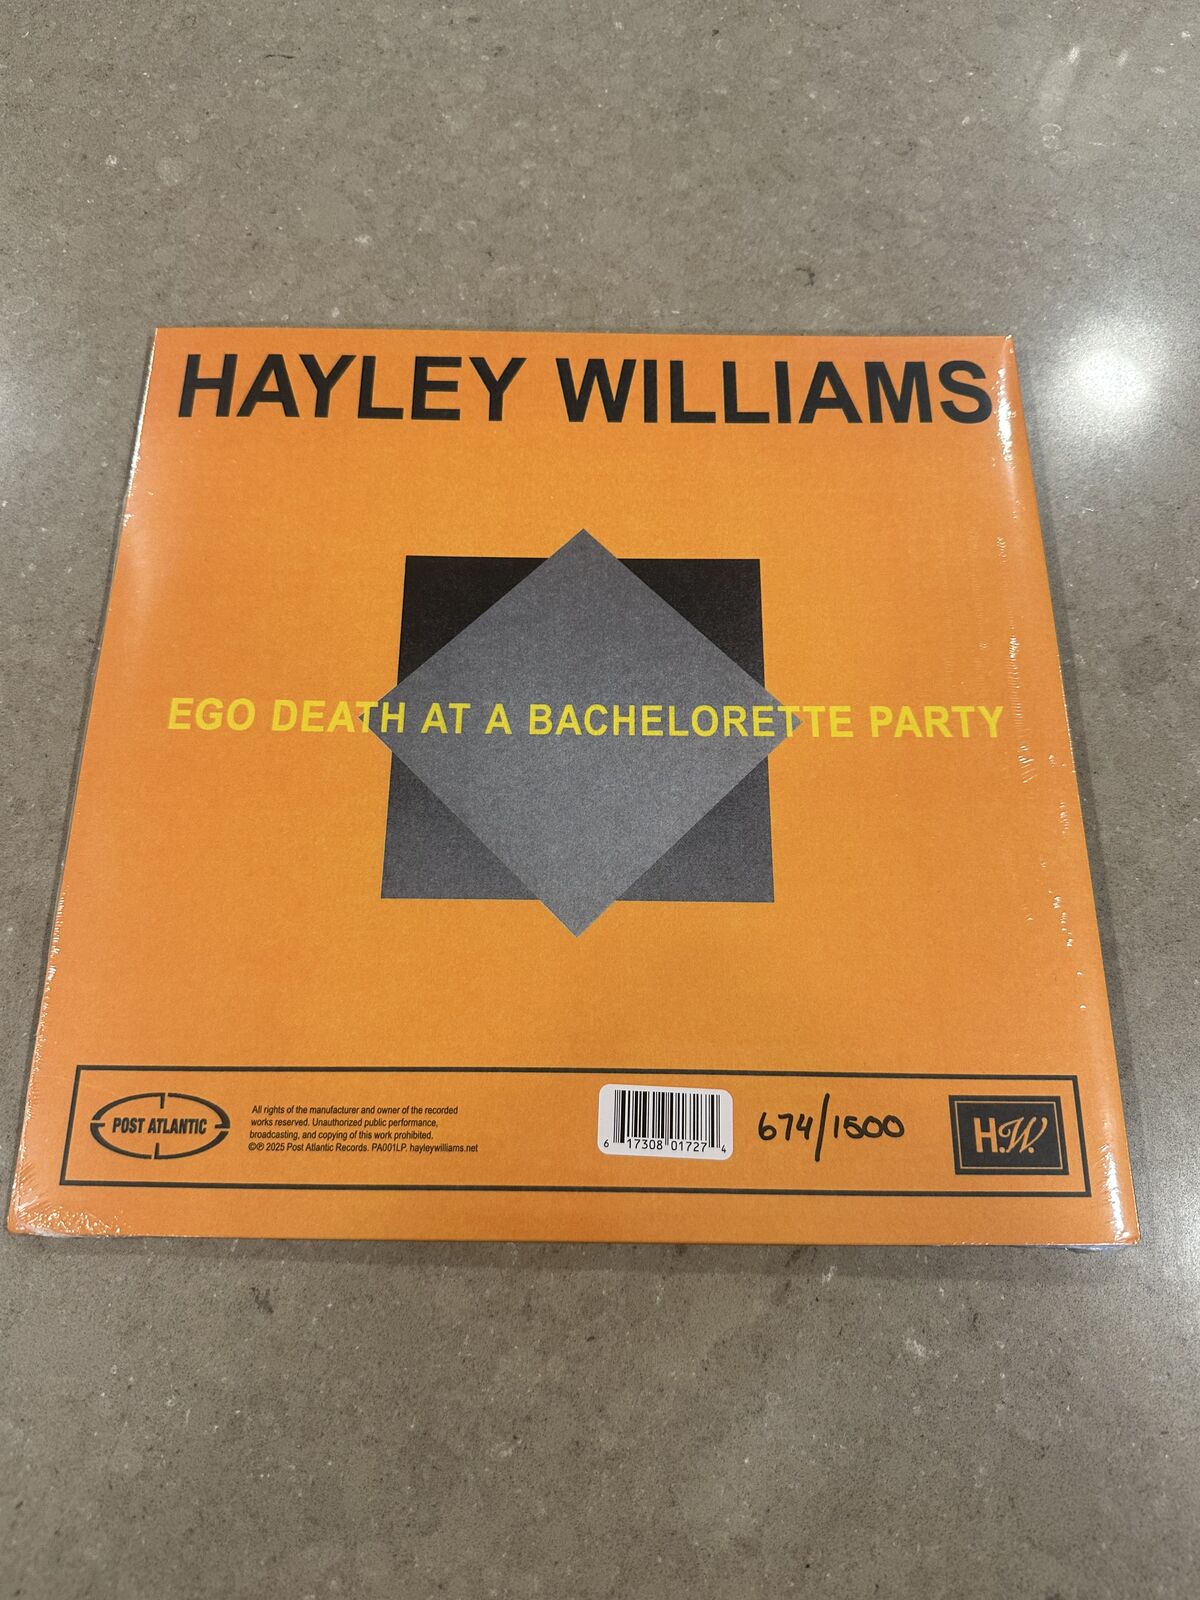 HAYLEY WILLIAMS
EGO DEATH AT A BACHELORETTE PARTY
POST ATLANTIC
All rights of the manufacturer and owner of the recorded
works reserved. Unauthorized public performance,
broadcasting, and copying of this work prohibited.
©℗ 2025 Post Atlantic Records. PA001LP. hayleywilliams.net
6 17308 01727 4
674/1500
H.W.